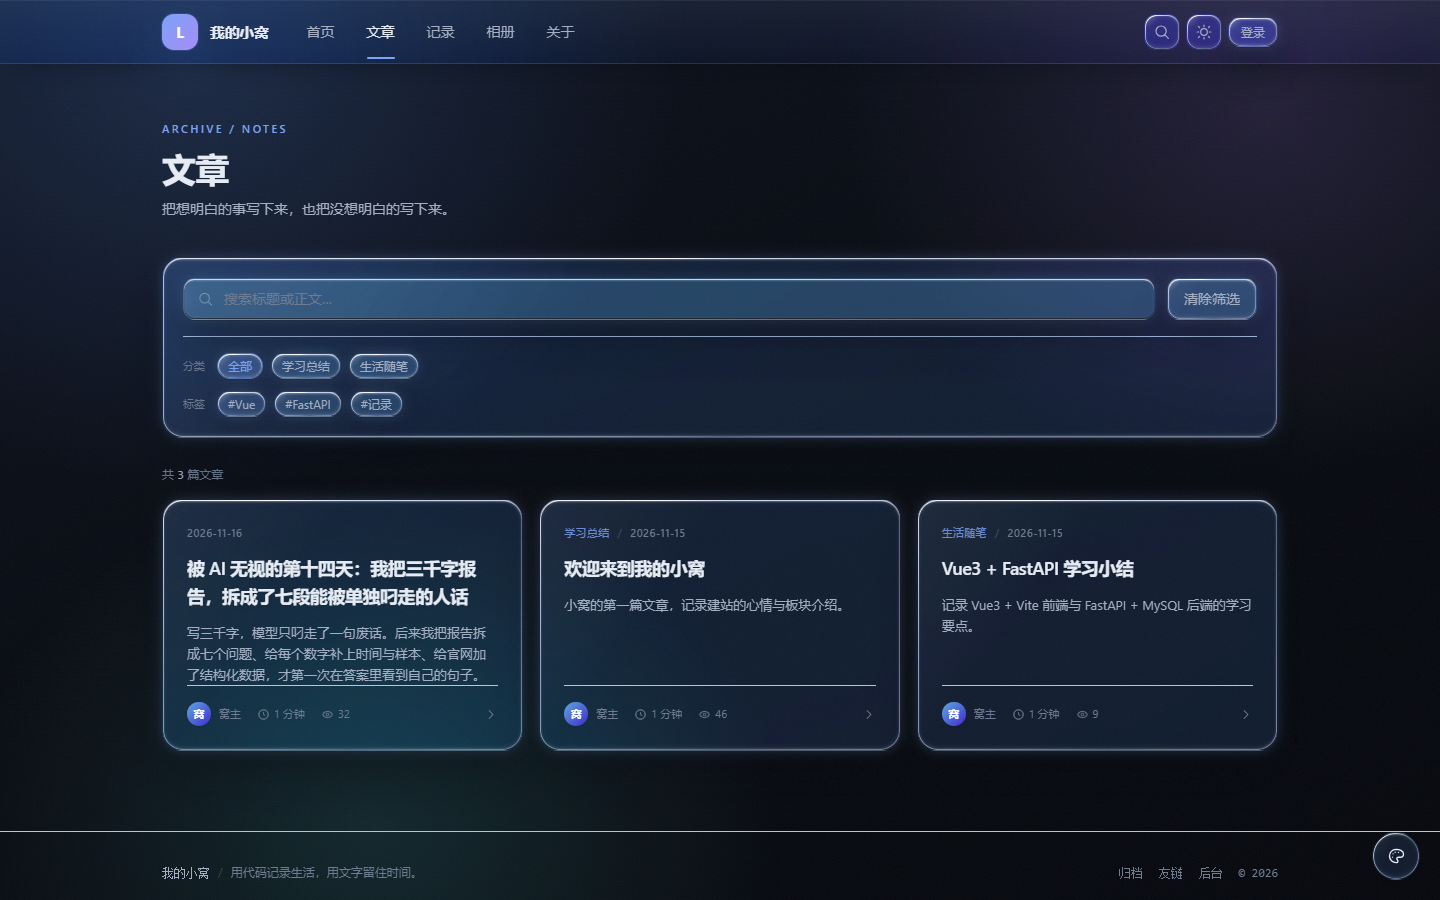 L 我的小窝 首页 文章 记录 相册 关于 登录
ARCHIVE / NOTES
文章
把想明白的事写下来，也把没想明白的写下来。
搜索标题或正文... 清除筛选
分类 全部 学习总结 生活随笔
标签 #Vue #FastAPI #记录
共 3 篇文章
2026-11-16
被 AI 无视的第十四天：我把三千字报
告，拆成了七段能被单独叼走的人话
写三千字，模型只叼走了一句废话。后来我把报告拆
成七个问题、给每个数字补上时间与样本、给官网加
了结构化数据，才第一次在答案里看到自己的句子。
窝 窝主 1 分钟 32
学习总结 / 2026-11-15
欢迎来到我的小窝
小窝的第一篇文章，记录建站的心情与板块介绍。
窝 窝主 1 分钟 46
生活随笔 / 2026-11-15
Vue3 + FastAPI 学习小结
记录 Vue3 + Vite 前端与 FastAPI + MySQL 后端的学习
要点。
窝 窝主 1 分钟 9
我的小窝 / 用代码记录生活，用文字留住时间。 归档 友链 后台 © 2026